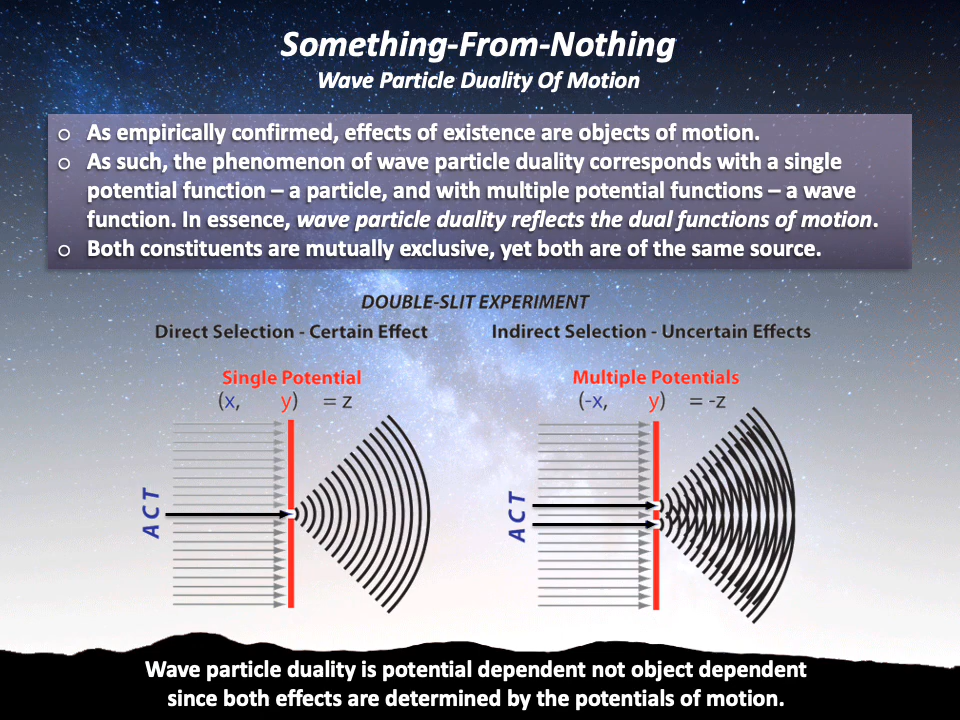 Something-From-Nothing
Wave Particle Duality Of Motion
o As empirically confirmed, effects of existence are objects of motion.
o As such, the phenomenon of wave particle duality corresponds with a single
potential function – a particle, and with multiple potential functions – a wave
function. In essence, wave particle duality reflects the dual functions of motion.
o Both constituents are mutually exclusive, yet both are of the same source.
DOUBLE-SLIT EXPERIMENT
Direct Selection - Certain Effect
Single Potential
(x, y) = z
ACT
Indirect Selection - Uncertain Effects
Multiple Potentials
(-x, y) = -z
ACT
Wave particle duality is potential dependent not object dependent
since both effects are determined by the potentials of motion.